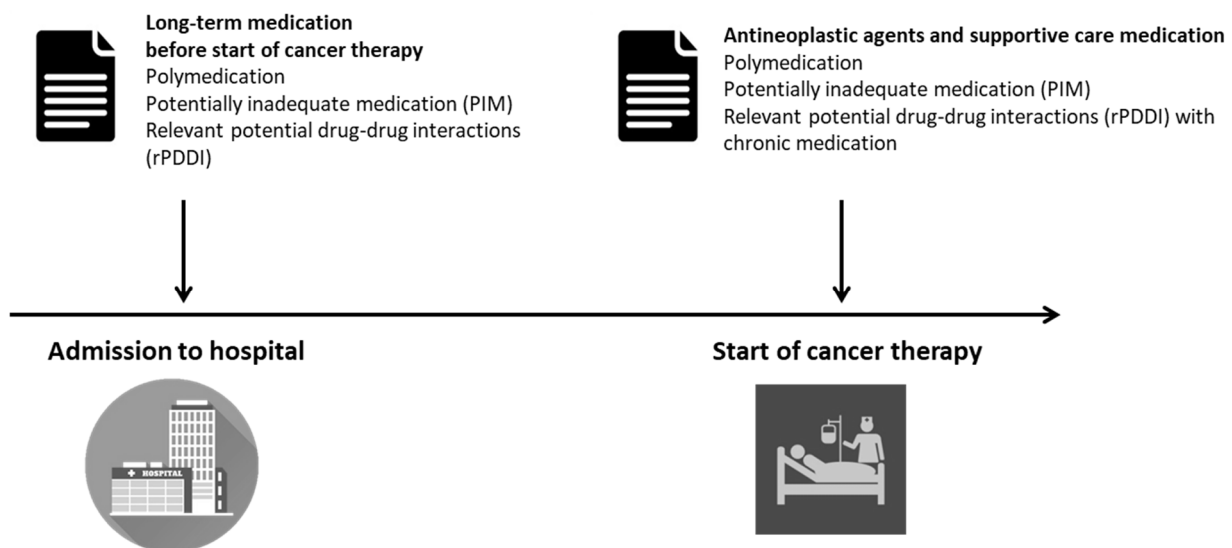 Long-term medication
before start of cancer therapy
Polymedication
Potentially inadequate medication (PIM)
Relevant potential drug-drug interactions
(rPDDI)
Antineoplastic agents and supportive care medication
Polymedication
Potentially inadequate medication (PIM)
Relevant potential drug-drug interactions (rPDDI) with
chronic medication
Admission to hospital
Start of cancer therapy
HOSPITAL